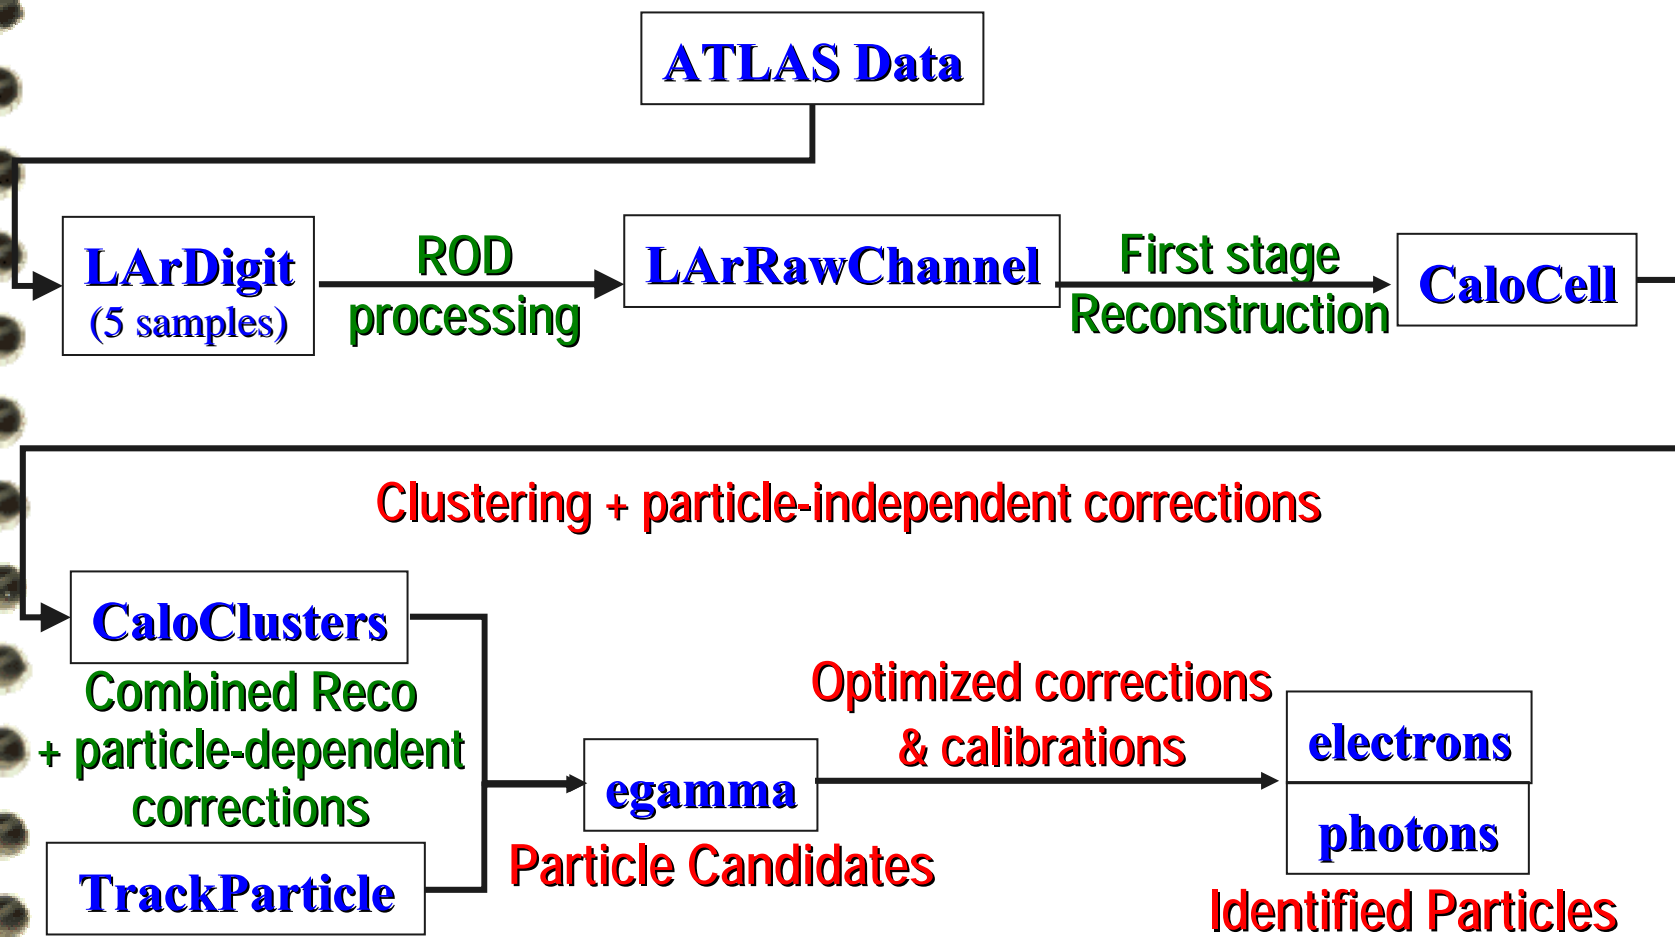 ATLAS Data
LArDigit
(5 samples)
ROD
processing
LArRawChannel
First stage
Reconstruction
CaloCell
Clustering + particle-independent corrections
CaloClusters
Combined Reco
+ particle-dependent
corrections
TrackParticle
egamma
Particle Candidates
Optimized corrections
& calibrations
electrons
photons
Identified Particles